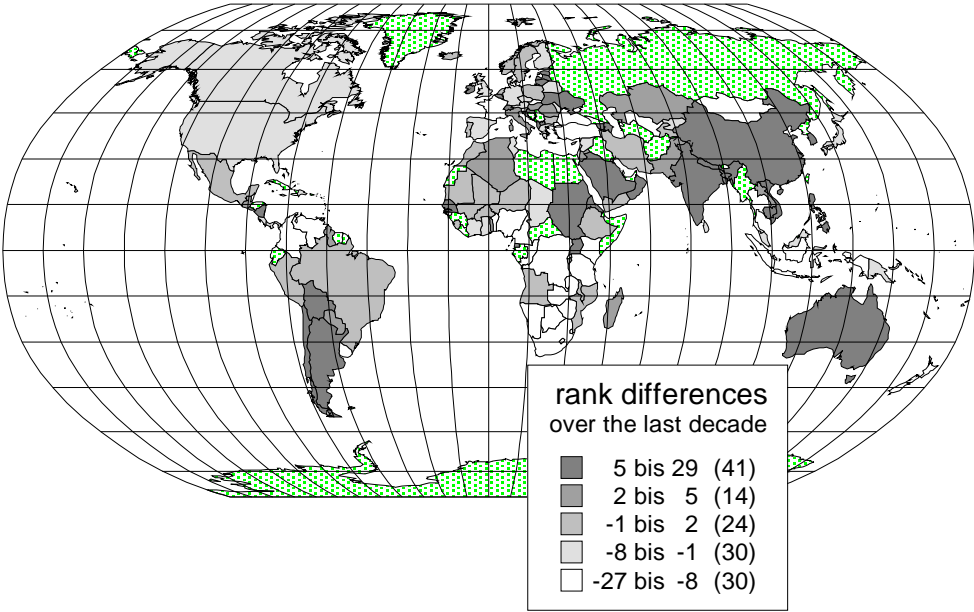 rank differences
over the last decade
5 bis 29 (41)
2 bis 5 (14)
-1 bis 2 (24)
-8 bis -1 (30)
-27 bis -8 (30)